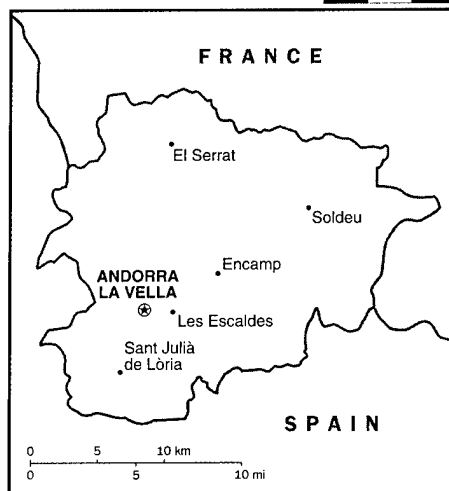 FRANCE
El Serrat
Soldeu
Encamp
ANDORRA
LA VELLA
Les Escaldes
Sant Julià
de Lòria
SPAIN
0 5 10 km
0 5 10 mi